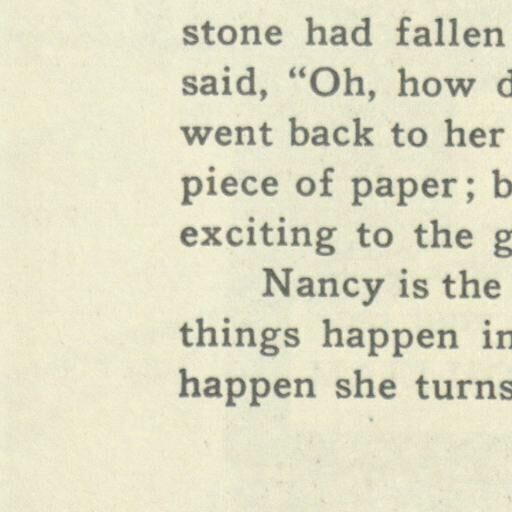 stone had fallen
said, “Oh, how
went back to her
piece of paper; b
exciting to the g
Nancy is the
things happen in
happen she turns